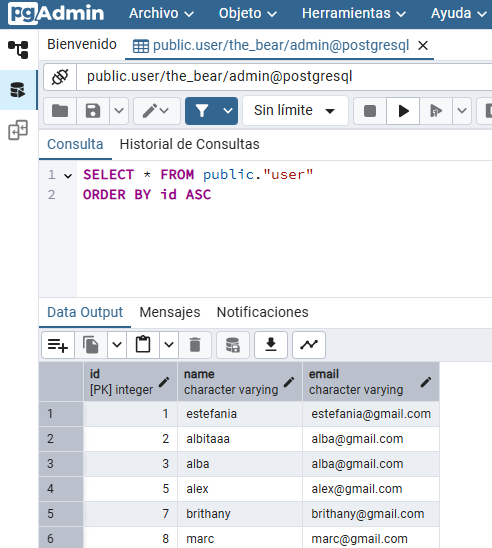 pgAdmin Archivo Objeto Herramientas Ayuda
Bienvenido public.user/the_bear/admin@postgresql
public.user/the_bear/admin@postgresql
Sin límite
Consulta Historial de Consultas
1 SELECT * FROM public."user"
2 ORDER BY id ASC
Data Output Mensajes Notificaciones
id name email
[PK] integer character varying character varying
1 1 estefania estefania@gmail.com
2 2 albitaaa alba@gmail.com
3 3 alba alba@gmail.com
4 5 alex alex@gmail.com
5 7 brithany brithany@gmail.com
6 8 marc marc@gmail.com